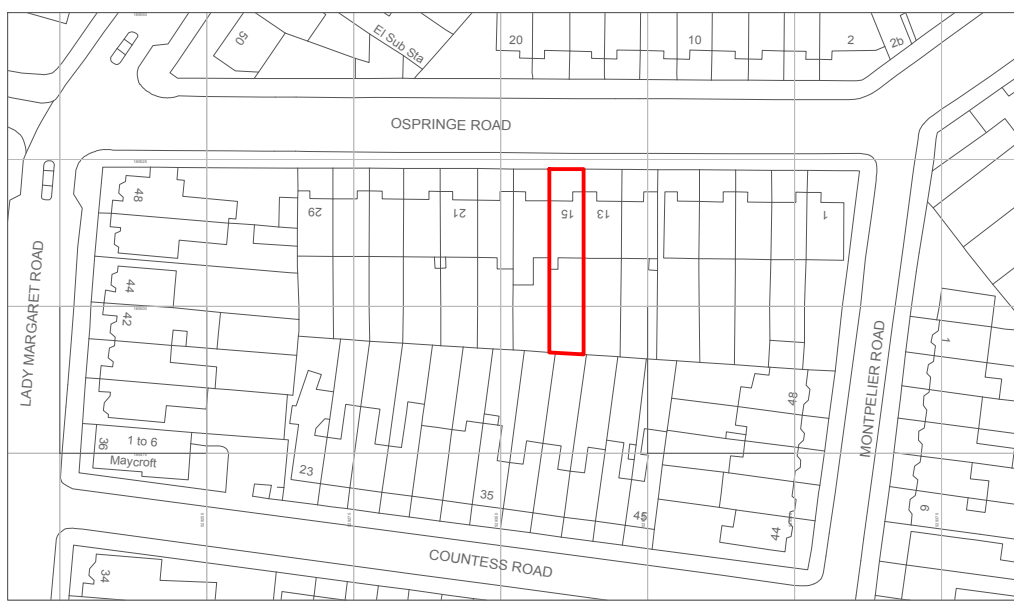 50
El Sub Sta
20
10
2
2b
OSPRINGE ROAD
48
29
21
15
13
1
LADY MARGARET ROAD
44
42
MONTPELIER ROAD
1
48
36
1 to 6
Maycroft
23
35
45
9
44
COUNTESS ROAD
34